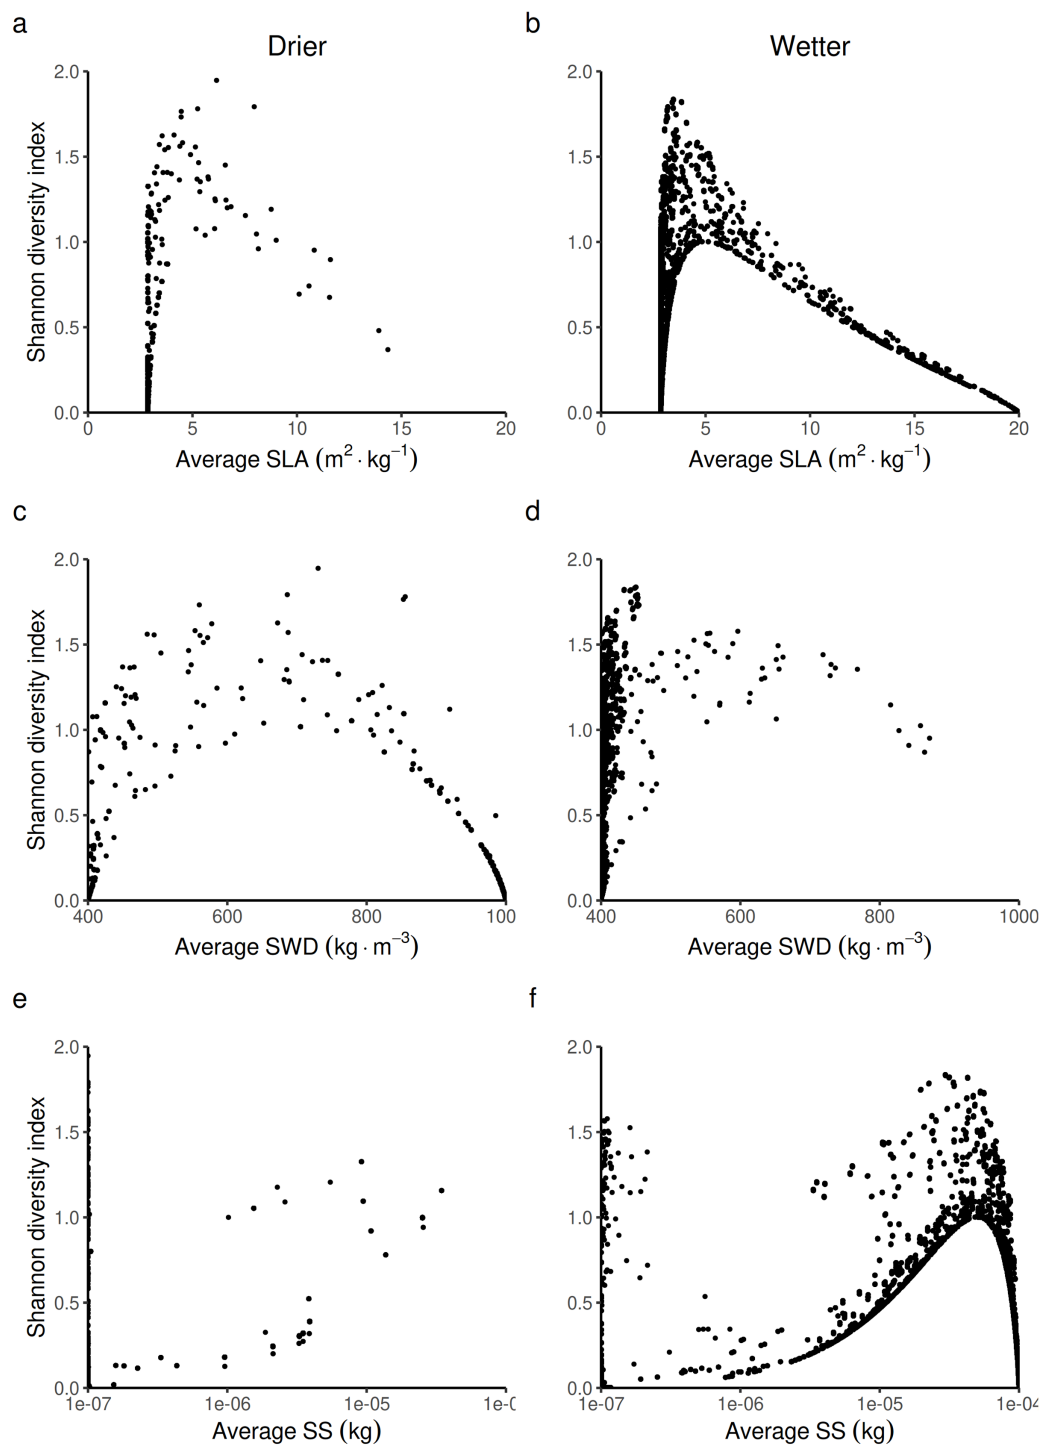 a
b
Drier
Wetter
Shannon diversity index
2.0
1.5
1.0
0.5
0.0
0 5 10 15 20
Average SLA (m² · kg⁻¹)
2.0
1.5
1.0
0.5
0.0
0 5 10 15 20
Average SLA (m² · kg⁻¹)
c
d
Shannon diversity index
2.0
1.5
1.0
0.5
0.0
400 600 800 100
Average SWD (kg · m⁻³)
2.0
1.5
1.0
0.5
0.0
400 600 800 1000
Average SWD (kg · m⁻³)
e
f
Shannon diversity index
2.0
1.5
1.0
0.5
0.0
1e-07 1e-06 1e-05
Average SS (kg)
2.0
1.5
1.0
0.5
0.0
1e-07 1e-06 1e-05 1e-04
Average SS (kg)